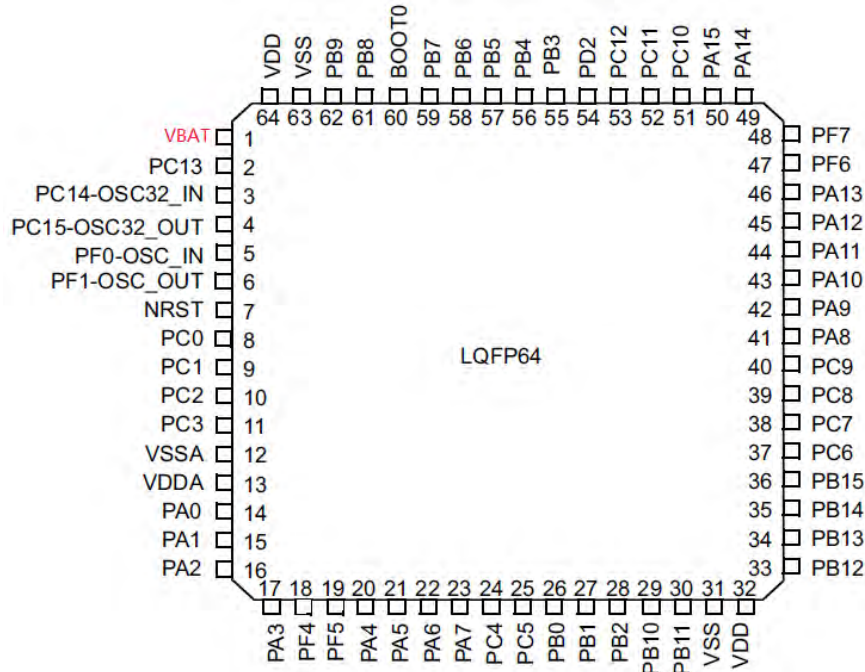 VDD VSS PB9 PB8 BOOT0 PB7 PB6 PB5 PB4 PB3 PD2 PC12 PC11 PC10 PA15 PA14
64 63 62 61 60 59 58 57 56 55 54 53 52 51 50 49
VBAT 1 48 PF7
PC13 2 47 PF6
PC14-OSC32_IN 3 46 PA13
PC15-OSC32_OUT 4 45 PA12
PF0-OSC_IN 5 44 PA11
PF1-OSC_OUT 6 43 PA10
NRST 7 42 PA9
PC0 8 41 PA8
LQFP64
PC1 9 40 PC9
PC2 10 39 PC8
PC3 11 38 PC7
VSSA 12 37 PC6
VDDA 13 36 PB15
PA0 14 35 PB14
PA1 15 34 PB13
PA2 16 33 PB12
17 18 19 20 21 22 23 24 25 26 27 28 29 30 31 32
PA3 PF4 PF5 PA4 PA5 PA6 PA7 PC4 PC5 PB0 PB1 PB2 PB10 PB11 VSS VDD